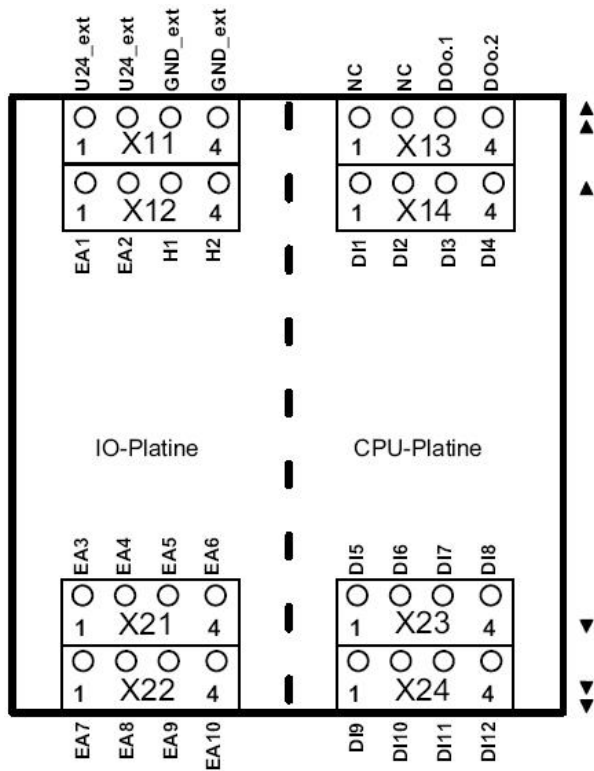 U24_ext U24_ext GND_ext GND_ext NC NC DOo.1 DOo.2
X11 X13
1 4 1 4
X12 X14
1 4 1 4
EA1 EA2 H1 H2 DI1 DI2 DI3 DI4
IO-Platine CPU-Platine
EA3 EA4 EA5 EA6 DI5 DI6 DI7 DI8
X21 X23
1 4 1 4
X22 X24
1 4 1 4
EA7 EA8 EA9 EA10 DI9 DI10 DI11 DI12